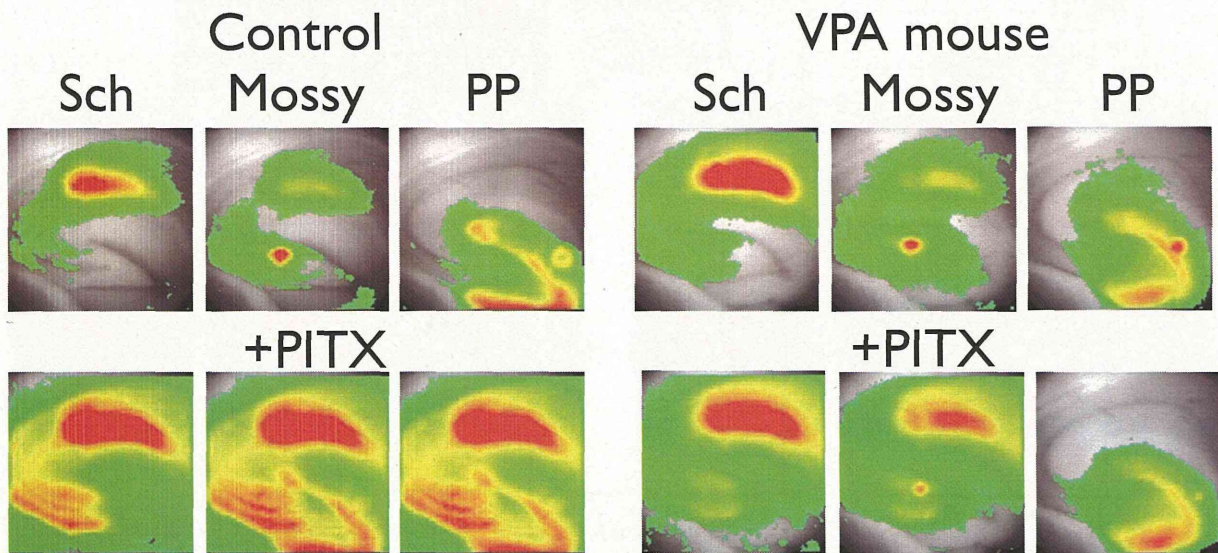 Control
Sch Mossy PP
+PITX
VPA mouse
Sch Mossy PP
+PITX